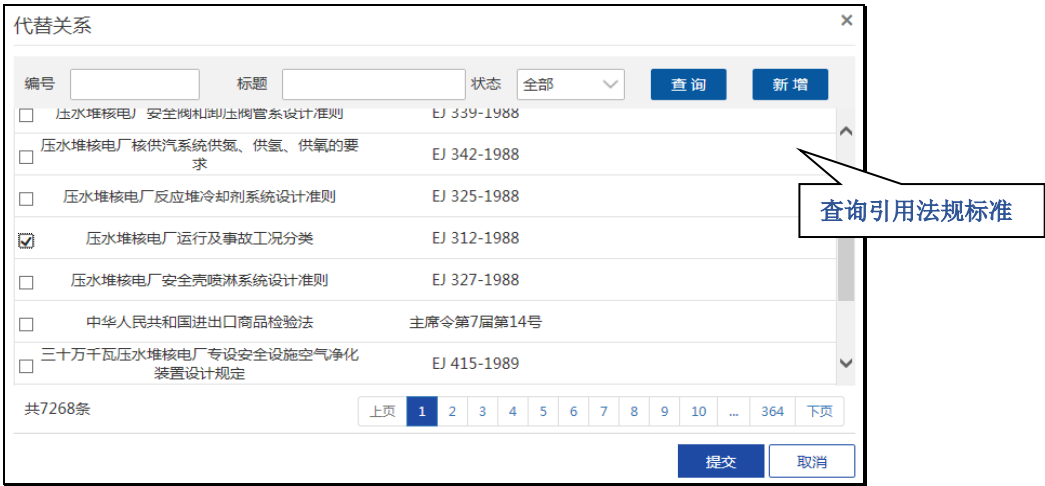 代替关系
×
编号 标题 状态 全部 查询 新增
压水堆核电厂安全阀和卸压阀管系设计准则 EJ 339-1988
压水堆核电厂核供汽系统供氮、供氢、供氧的要
求
EJ 342-1988
压水堆核电厂反应堆冷却剂系统设计准则 EJ 325-1988
查询引用法规标准
压水堆核电厂运行及事故工况分类 EJ 312-1988
压水堆核电厂安全壳喷淋系统设计准则 EJ 327-1988
中华人民共和国进出口商品检验法 主席令第7届第14号
三十万千瓦压水堆核电厂专设安全设施空气净化
装置设计规定
EJ 415-1989
共7268条 上页 1 2 3 4 5 6 7 8 9 10 ... 364 下页
提交 取消